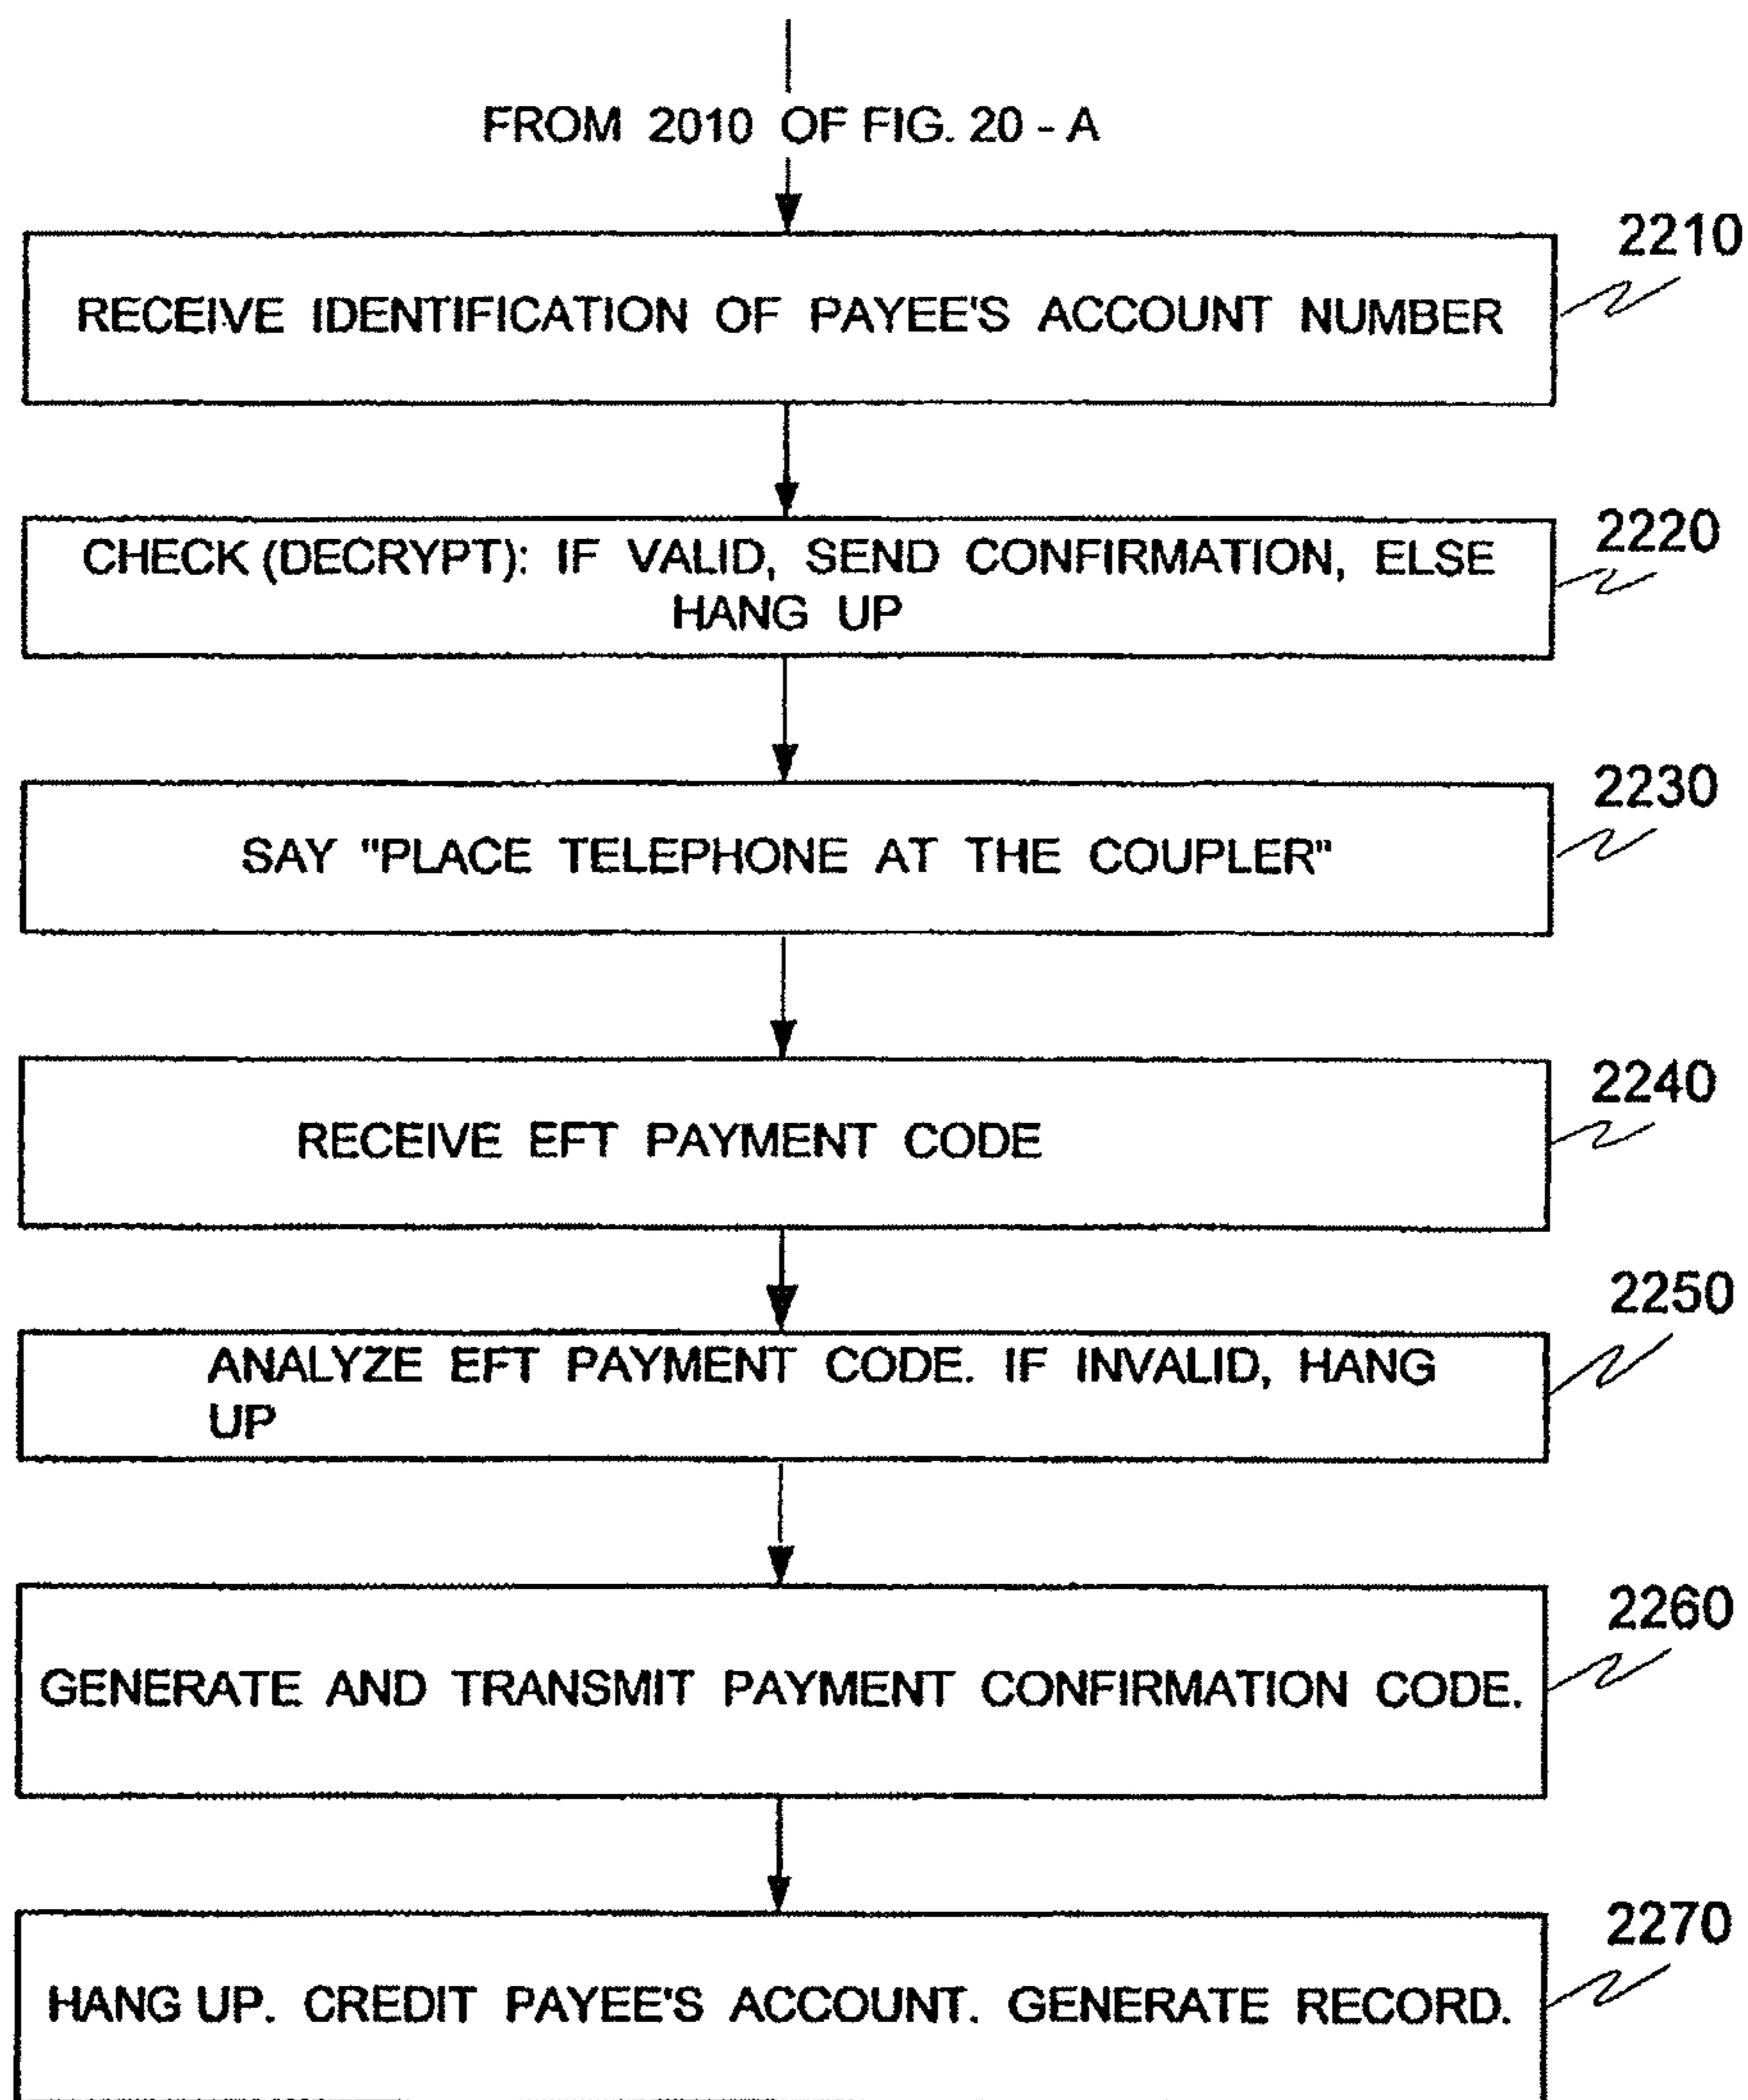 FROM 2010 OF FIG. 20 - A
2210
RECEIVE IDENTIFICATION OF PAYEE'S ACCOUNT NUMBER
2220
CHECK (DECRYPT): IF VALID, SEND CONFIRMATION, ELSE
HANG UP
2230
SAY "PLACE TELEPHONE AT THE COUPLER"
2240
RECEIVE EFT PAYMENT CODE
2250
ANALYZE EFT PAYMENT CODE. IF INVALID, HANG
UP
2260
GENERATE AND TRANSMIT PAYMENT CONFIRMATION CODE.
2270
HANG UP. CREDIT PAYEE'S ACCOUNT. GENERATE RECORD.